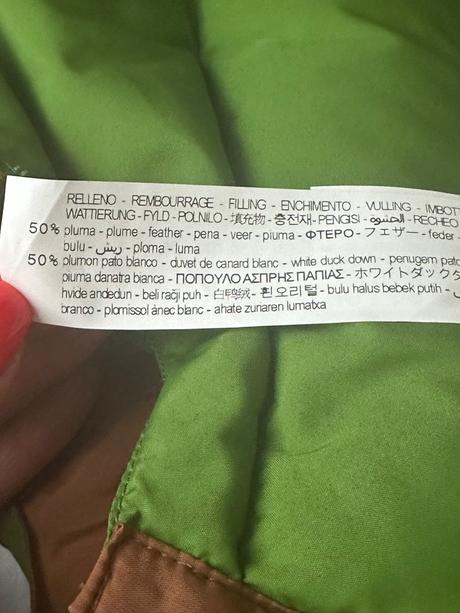 RELLENO - REMBOURRAGE - FILLING - ENCHIMENTO - VULLING - IMBOTT
WATTIERUNG - FYLD - POLNILO - 填充物 - 충전재 - PENGISI - الحشوة - RECHEO
50% pluma - plume - feather - pena - veer - piuma - ΦΤΕΡΟ - フェザー - feder -
bulu - ريش - ploma - luma
50% plumon pato blanco - duvet de canard blanc - white duck down - penugem pato
piuma danatra bianca - ΠΟΠΟΥΛΟ ΑΣΠΡΗΣ ΠΑΠΙΑΣ - ホワイトダックダ
hvide andedun - beli račji puh - 白鸭绒 - 흰 오리 털 - bulu halus bebek putih -
branco - plomissol ànec blanc - ahate zuriaren lumatxa